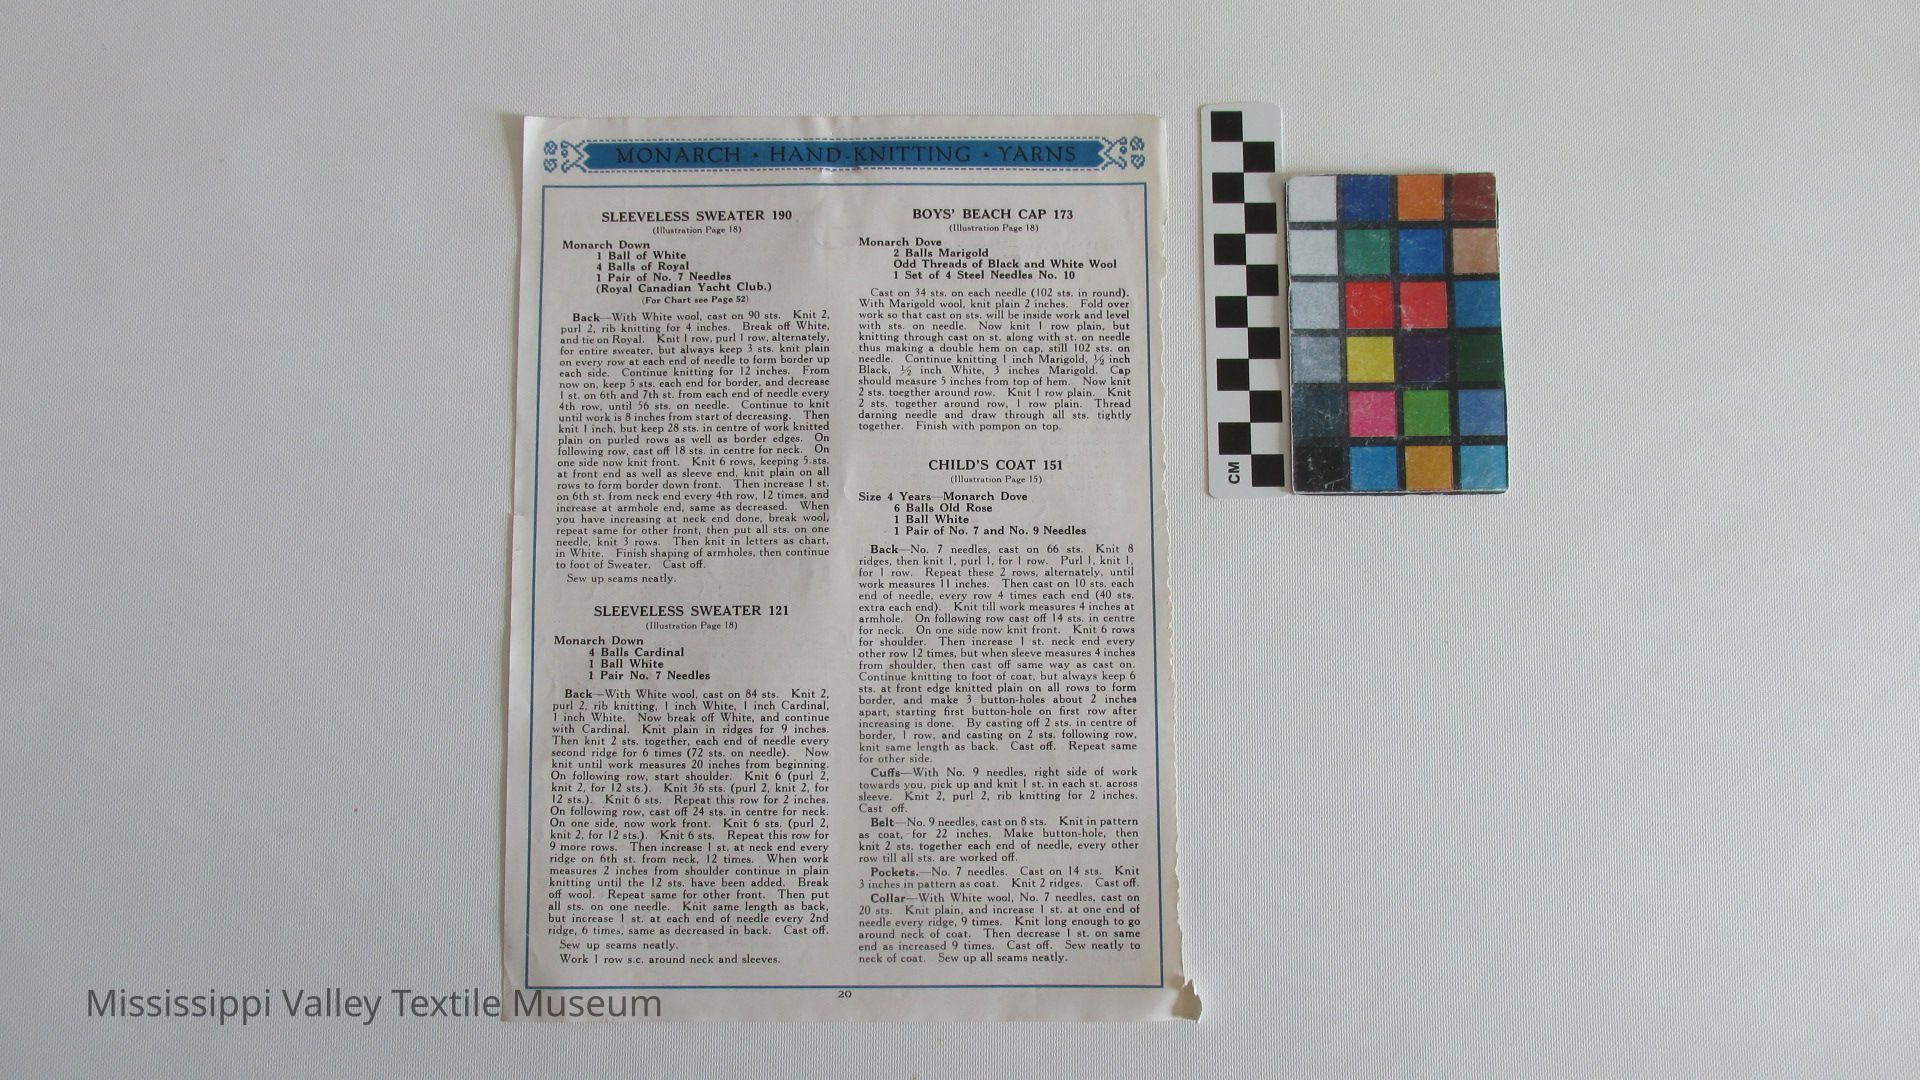 MONARCH · HAND-KNITTING · YARNS
SLEEVELESS SWEATER 190
(Illustration Page 18)
Monarch Down
1 Ball of White
4 Balls of Royal
1 Pair of No. 7 Needles
(Royal Canadian Yacht Club.)
(For Chart see Page 52)
Back—With White wool, cast on 90 sts. Knit 2,
purl 2, rib knitting for 4 inches. Break off White,
and tie on Royal. Knit 1 row, purl 1 row, alternately,
for entire sweater, but always keep 3 sts. knit plain
on every row at each end of needle to form border up
each side. Continue knitting for 12 inches. From
now on, keep 5 sts. each end for border, and decrease
1 st. on 6th and 7th st. from each end of needle every
4th row, until 56 sts. on needle. Continue to knit
until work is 8 inches from start of decreasing. Then
knit 1 inch, but keep 28 sts. in centre of work knitted
plain on purled rows as well as border edges. On
following row, cast off 18 sts. in centre for neck. On
one side now knit front. Knit 6 rows, keeping 5 sts.
at front end as well as sleeve end, knit plain on all
rows to form border down front. Then increase 1 st.
on 6th st. from neck end every 4th row, 12 times, and
increase at armhole end, same as decreased. When
you have increasing at neck end done, break wool,
repeat same for other front, then put all sts. on one
needle, knit 3 rows. Then knit in letters as chart,
in White. Finish shaping of armholes, then continue
to foot of Sweater. Cast off.
Sew up seams neatly.
SLEEVELESS SWEATER 121
(Illustration Page 18)
Monarch Down
4 Balls Cardinal
1 Ball White
1 Pair No. 7 Needles
Back—With White wool, cast on 84 sts. Knit 2,
purl 2, rib knitting, 1 inch White, 1 inch Cardinal,
1 inch White. Now break off White, and continue
with Cardinal. Knit plain in ridges for 9 inches.
Then knit 2 sts. together, each end of needle every
second ridge for 6 times (72 sts. on needle). Now
knit until work measures 20 inches from beginning.
On following row, start shoulder. Knit 6 (purl 2,
knit 2, for 12 sts.). Knit 36 sts. (purl 2, knit 2, for
12 sts.). Knit 6 sts. Repeat this row for 2 inches.
On following row, cast off 24 sts. in centre for neck.
On one side, now work front. Knit 6 sts. (purl 2,
knit 2, for 12 sts.). Knit 6 sts. Repeat this row for
9 more rows. Then increase 1 st. at neck end every
ridge on 6th st. from neck, 12 times. When work
measures 2 inches from shoulder continue in plain
knitting until the 12 sts. have been added. Break
off wool. Repeat same for other front. Then put
all sts. on one needle. Knit same length as back,
but increase 1 st. at each end of needle every 2nd
ridge, 6 times, same as decreased in back. Cast off.
Sew up seams neatly.
Work 1 row s.c. around neck and sleeves.
BOYS' BEACH CAP 173
(Illustration Page 18)
Monarch Dove
2 Balls Marigold
Odd Threads of Black and White Wool
1 Set of 4 Steel Needles No. 10
Cast on 34 sts. on each needle (102 sts. in round).
With Marigold wool, knit plain 2 inches. Fold over
work so that cast on sts. will be inside work and level
with sts. on needle. Now knit 1 row plain, but
knitting through cast on st. along with st. on needle
thus making a double hem on cap, still 102 sts. on
needle. Continue knitting 1 inch Marigold, ½ inch
Black, ½ inch White, 3 inches Marigold. Cap
should measure 5 inches from top of hem. Now knit
2 sts. toegther around row. Knit 1 row plain. Knit
2 sts. together around row, 1 row plain. Thread
darning needle and draw through all sts. tightly
together. Finish with pompon on top.
CHILD'S COAT 151
(Illustration Page 15)
Size 4 Years—Monarch Dove
6 Balls Old Rose
1 Ball White
1 Pair of No. 7 and No. 9 Needles
Back—No. 7 needles, cast on 66 sts. Knit 8
ridges, then knit 1, purl 1, for 1 row. Purl 1, knit 1,
for 1 row. Repeat these 2 rows, alternately, until
work measures 11 inches. Then cast on 10 sts. each
end of needle, every row 4 times each end (40 sts.
extra each end). Knit till work measures 4 inches at
armhole. On following row cast off 14 sts. in centre
for neck. On one side now knit front. Knit 6 rows
for shoulder. Then increase 1 st. neck end every
other row 12 times, but when sleeve measures 4 inches
from shoulder, then cast off same way as cast on.
Continue knitting to foot of coat, but always keep 6
sts. at front edge knitted plain on all rows to form
border, and make 3 button-holes about 2 inches
apart, starting first button-hole on first row after
increasing is done. By casting off 2 sts. in centre of
border, 1 row, and casting on 2 sts. following row,
knit same length as back. Cast off. Repeat same
for other side.
Cuffs—With No. 9 needles, right side of work
towards you, pick up and knit 1 st. in each st. across
sleeve. Knit 2, purl 2, rib knitting for 2 inches.
Cast off.
Belt—No. 9 needles, cast on 8 sts. Knit in pattern
as coat, for 22 inches. Make button-hole, then
knit 2 sts. together each end of needle, every other
row till all sts. are worked off.
Pockets.—No. 7 needles. Cast on 14 sts. Knit
3 inches in pattern as coat. Knit 2 ridges. Cast off.
Collar—With White wool, No. 7 needles, cast on
20 sts. Knit plain, and increase 1 st. at one end of
needle every ridge, 9 times. Knit long enough to go
around neck of coat. Then decrease 1 st. on same
end as increased 9 times. Cast off. Sew neatly to
neck of coat. Sew up all seams neatly.
20
CM
Mississippi Valley Textile Museum